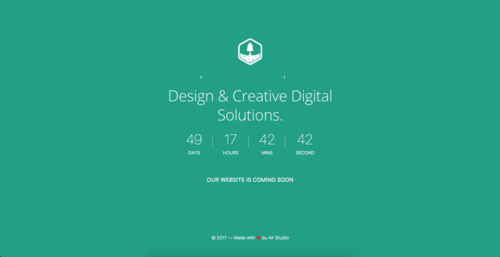 Design & Creative Digital
Solutions.
49 17 42 42
DAYS HOURS MINS SECOND
OUR WEBSITE IS COMING SOON
© 2017 — Made with by Air Studio